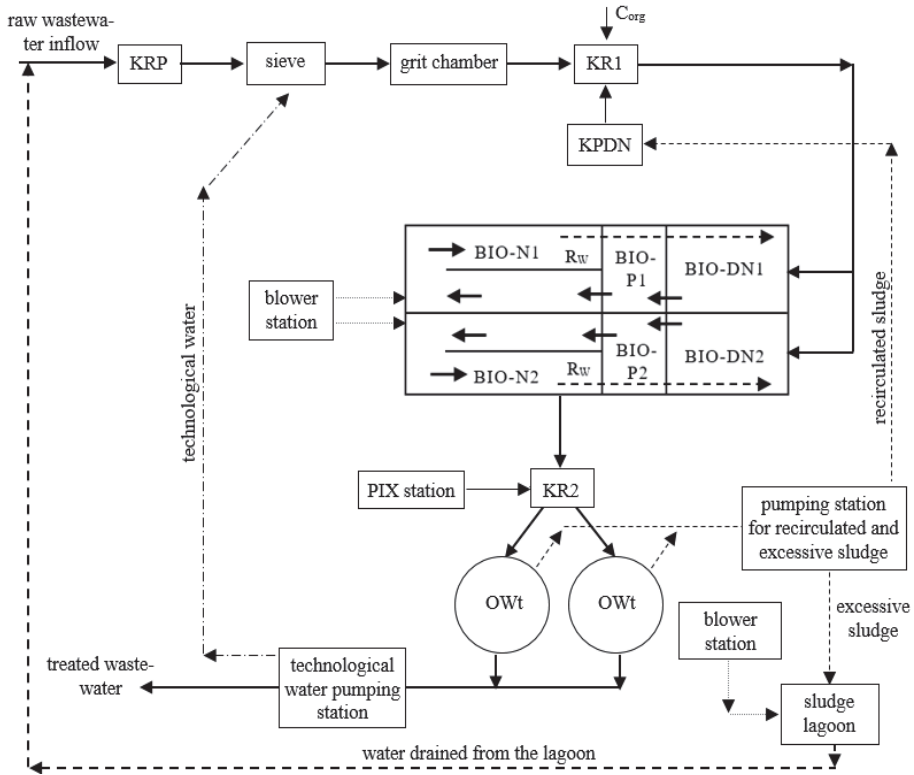 raw wastewa-
ter inflow
C_org
KRP
sieve
grit chamber
KR1
KPDN
BIO-N1
R_W
BIO-
P1
BIO-DN1
blower
station
BIO-N2
R_W
BIO-
P2
BIO-DN2
technological water
recirculated sludge
PIX station
KR2
pumping station
for recirculated and
excessive sludge
OWt
OWt
excessive
sludge
blower
station
treated waste-
water
technological
water pumping
station
sludge
lagoon
water drained from the lagoon